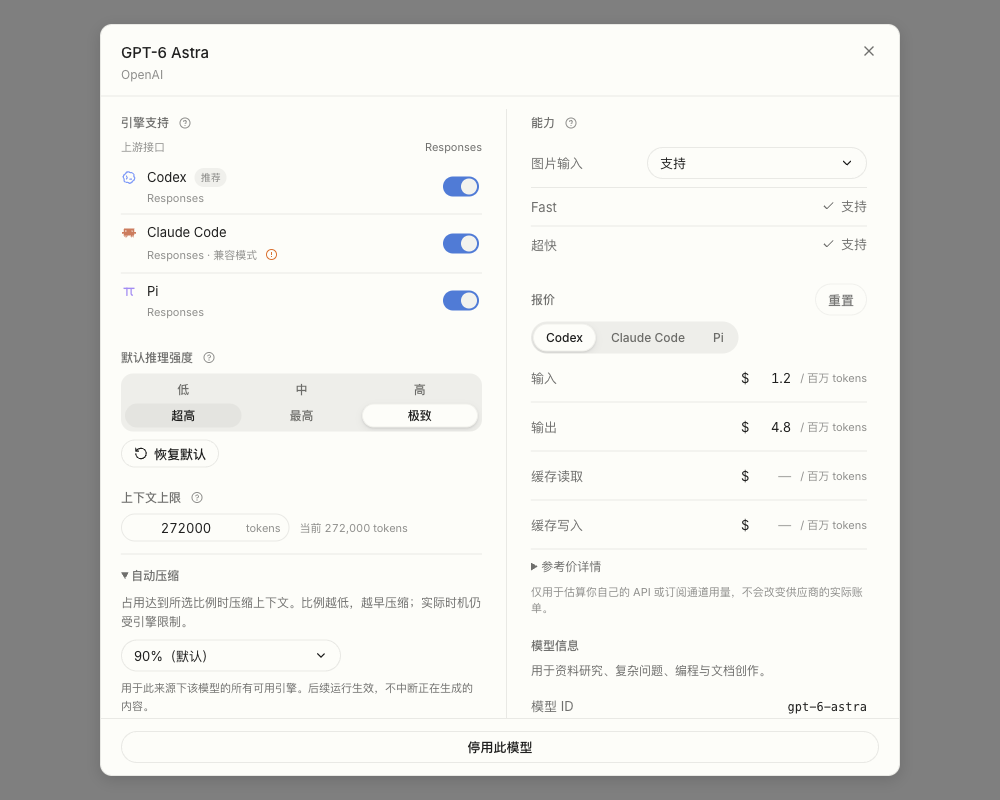 GPT-6 Astra
OpenAI
引擎支持
上游接口 Responses
Codex 推荐
Responses
Claude Code
Responses · 兼容模式
Pi
Responses
默认推理强度
低 中 高
超高 最高 极致
恢复默认
上下文上限
272000 tokens 当前 272,000 tokens
自动压缩
占用达到所选比例时压缩上下文。比例越低，越早压缩；实际时机仍
受引擎限制。
90%（默认）
用于此来源下该模型的所有可用引擎。后续运行生效，不中断正在生成的
内容。
能力
图片输入 支持
Fast 支持
超快 支持
报价 重置
Codex Claude Code Pi
输入 $ 1.2 / 百万 tokens
输出 $ 4.8 / 百万 tokens
缓存读取 $ — / 百万 tokens
缓存写入 $ — / 百万 tokens
参考价详情
仅用于估算你自己的 API 或订阅通道用量，不会改变供应商的实际账
单。
模型信息
用于资料研究、复杂问题、编程与文档创作。
模型 ID gpt-6-astra
停用此模型